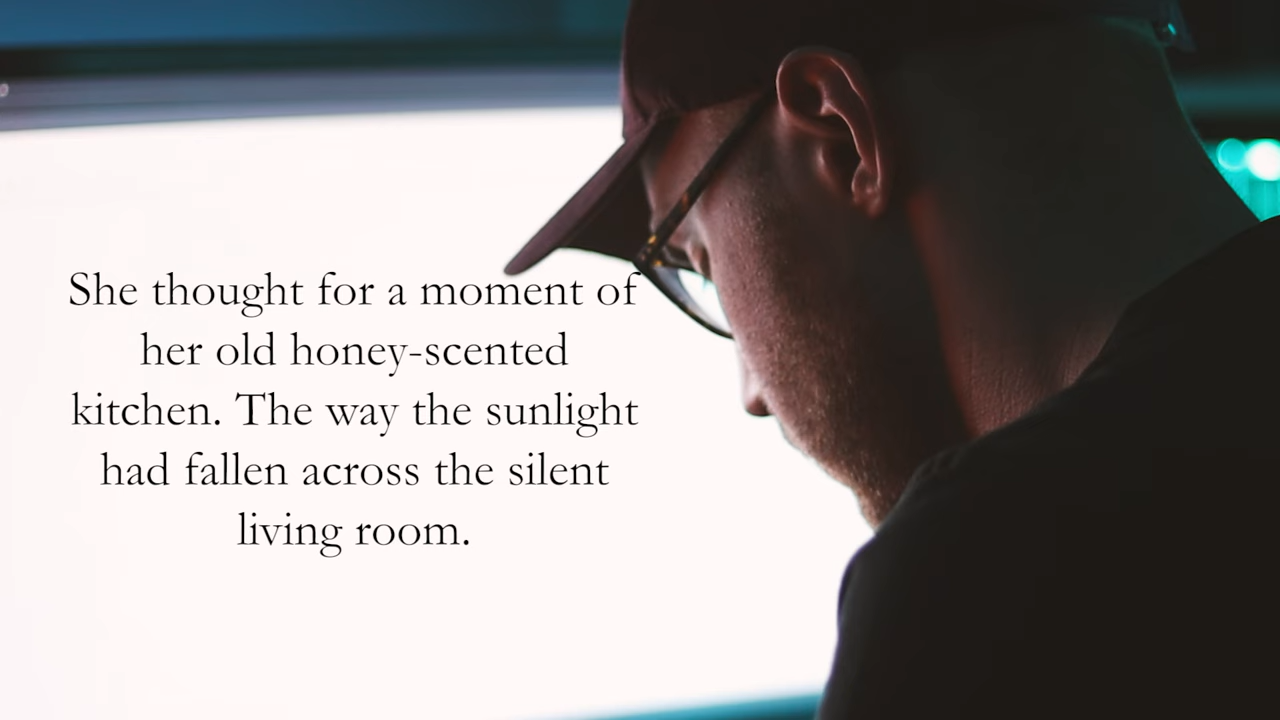 She thought for a moment of
her old honey-scented
kitchen. The way the sunlight
had fallen across the silent
living room.